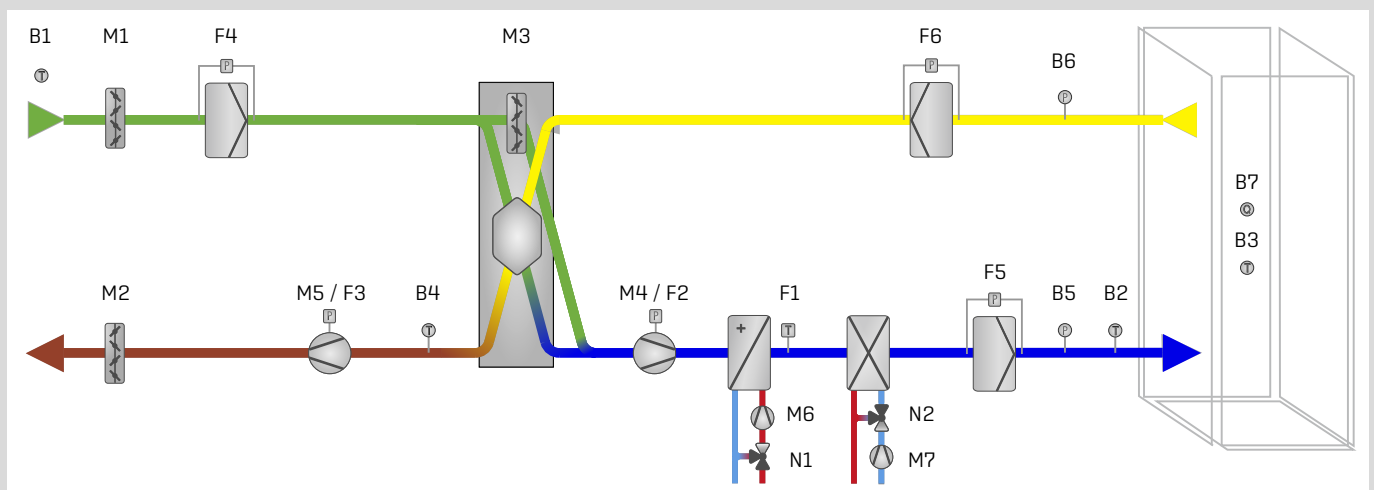 B1 M1 F4 M3 F6 B6
T P P P
B7
Q
B3
T
M2 M5 / F3 B4 M4 / F2 F1 F5 B5 B2
P T P T P P T
+
M6 N2
N1 M7